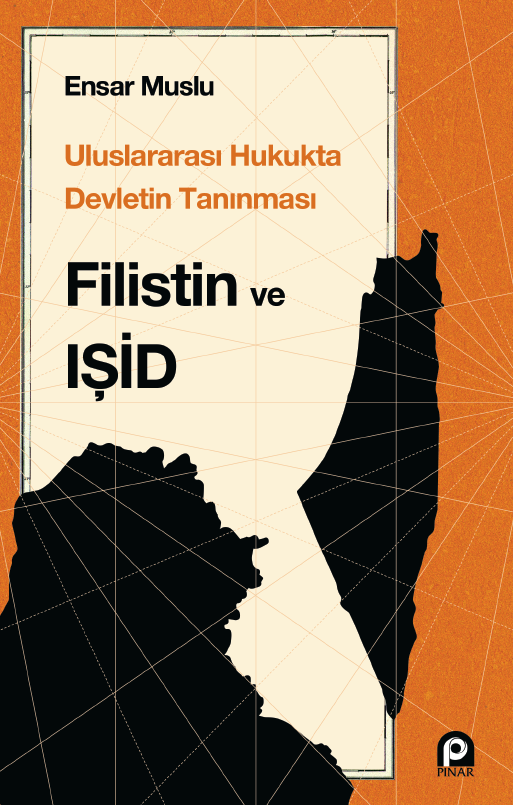 Ensar Muslu
Uluslararası Hukukta
Devletin Tanınması
Filistin ve
IŞİD
PINAR